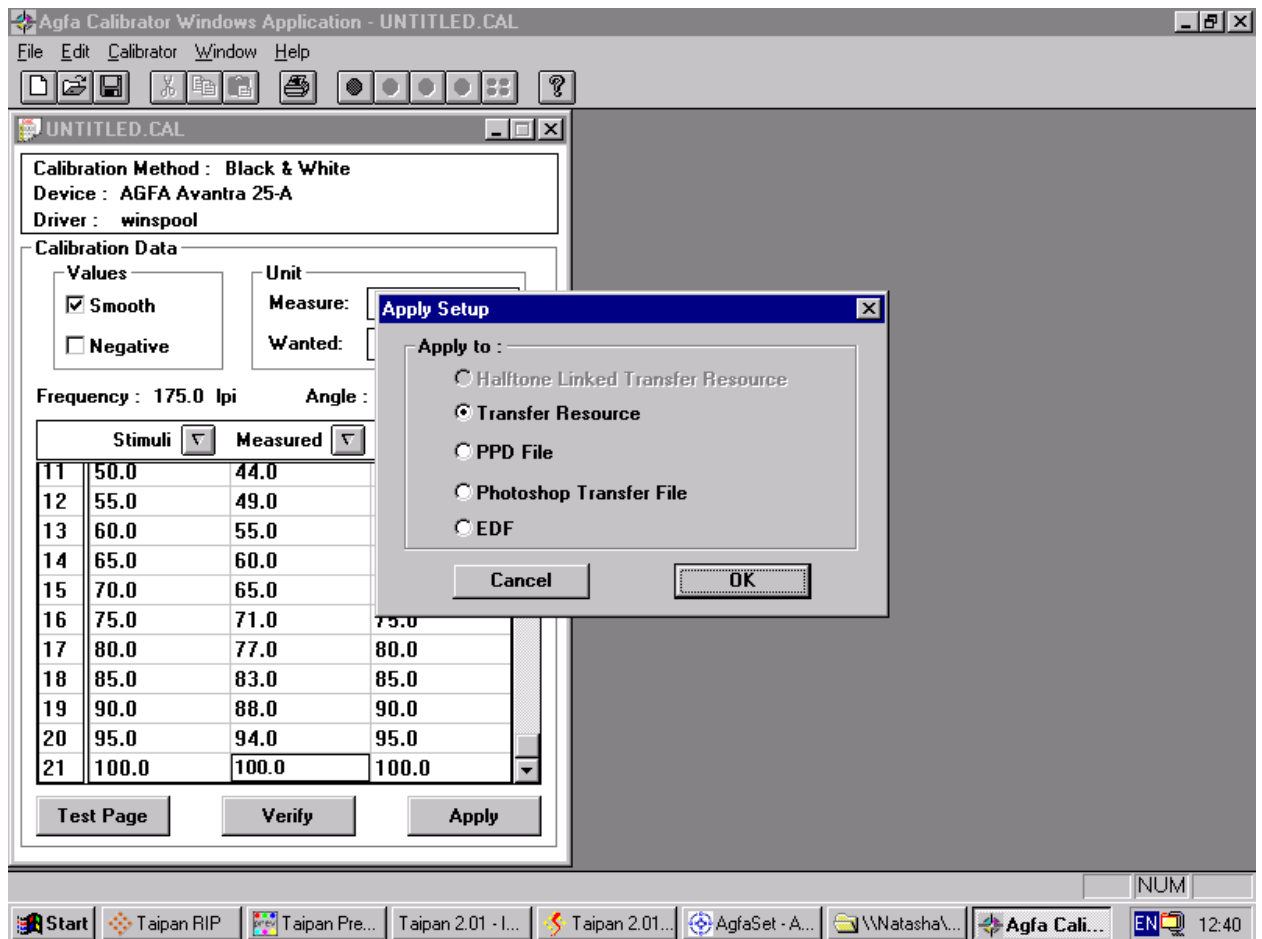 Agfa Calibrator Windows Application - UNTITLED.CAL
File Edit Calibrator Window Help
UNTITLED.CAL
Calibration Method : Black & White
Device : AGFA Avantra 25-A
Driver : winspool
Calibration Data
Values
Unit
Smooth
Measure:
Negative
Wanted:
Frequency : 175.0 lpi Angle :
Stimuli Measured
11 50.0 44.0
12 55.0 49.0
13 60.0 55.0
14 65.0 60.0
15 70.0 65.0
16 75.0 71.0 75.0
17 80.0 77.0 80.0
18 85.0 83.0 85.0
19 90.0 88.0 90.0
20 95.0 94.0 95.0
21 100.0 100.0 100.0
Test Page Verify Apply
Apply Setup
Apply to :
Halftone Linked Transfer Resource
Transfer Resource
PPD File
Photoshop Transfer File
EDF
Cancel OK
NUM
Start Taipan RIP Taipan Pre... Taipan 2.01 - I... Taipan 2.01... AgfaSet - A... \\Natasha\... Agfa Cali... EN 12:40